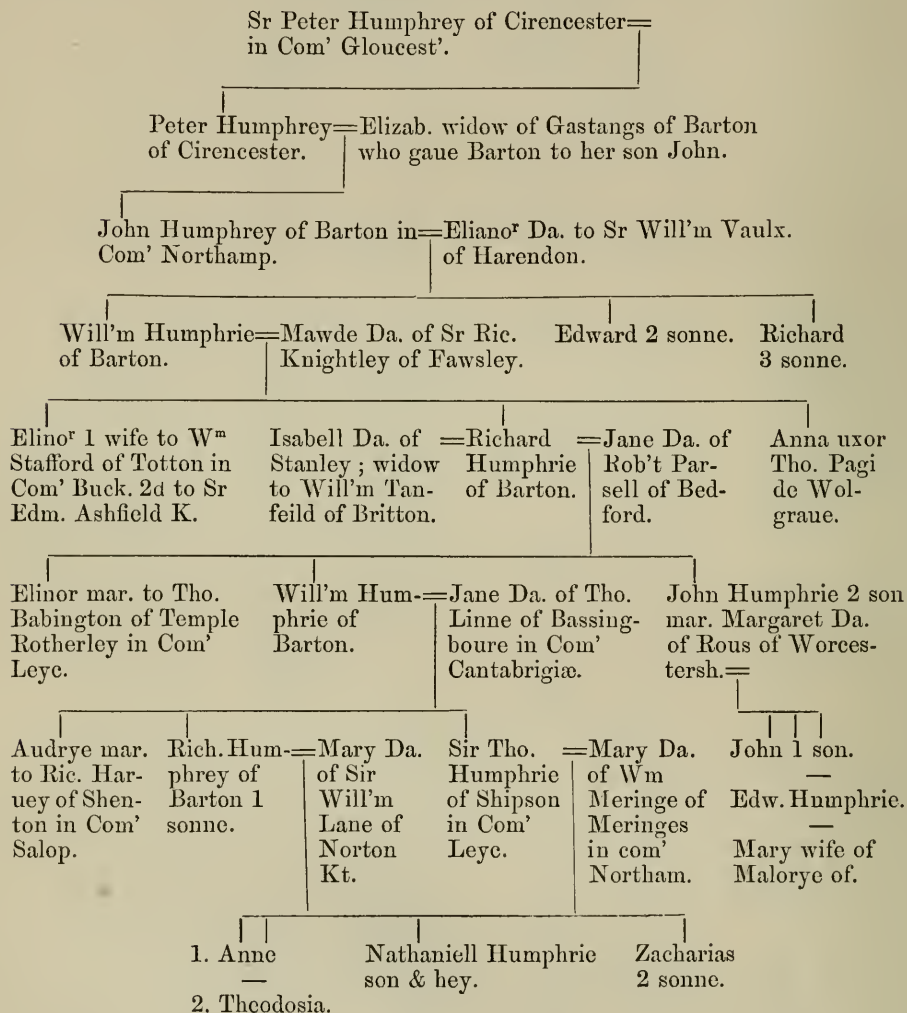 Sr Peter Humphrey of Cirencester=
in Com' Gloucest'.
Peter Humphrey=Elizab. widow of Gastangs of Barton
of Cirencester. who gaue Barton to her son John.
John Humphrey of Barton in=Elianoʳ Da. to Sr Will'm Vaulx.
Com' Northamp. of Harendon.
Will'm Humphrie=Mawde Da. of Sr Ric. Edward 2 sonne. Richard
of Barton. Knightley of Fawsley. 3 sonne.
Elinoʳ 1 wife to Wᵐ
Stafford of Totton in
Com' Buck. 2d to Sr
Edm. Ashfield K.
Isabell Da. of
Stanley ; widow
to Will'm Tan-
feild of Britton.
=Richard
Humphrie
of Barton.
=Jane Da. of
Rob't Par-
sell of Bed-
ford.
Anna uxor
Tho. Pagi
de Wol-
graue.
Elinor mar. to Tho.
Babington of Temple
Rotherley in Com'
Leyc.
Will'm Hum-
phrie of
Barton.
=Jane Da. of Tho.
Linne of Bassing-
boure in Com'
Cantabrigiæ.
John Humphrie 2 son
mar. Margaret Da.
of Rous of Worces-
tersh.=
Audrye mar.
to Ric. Har-
uey of Shen-
ton in Com'
Salop.
Rich. Hum-
phrey of
Barton 1
sonne.
=Mary Da.
of Sir
Will'm
Lane of
Norton
Kt.
Sir Tho.
Humphrie
of Shipson
in Com'
Leyc.
=Mary Da.
of Wm
Meringe of
Meringes
in com'
Northam.
John 1 son.
—
Edw. Humphrie.
—
Mary wife of
Malorye of.
1. Anne
—
2. Theodosia.
Nathaniell Humphrie
son & hey.
Zacharias
2 sonne.